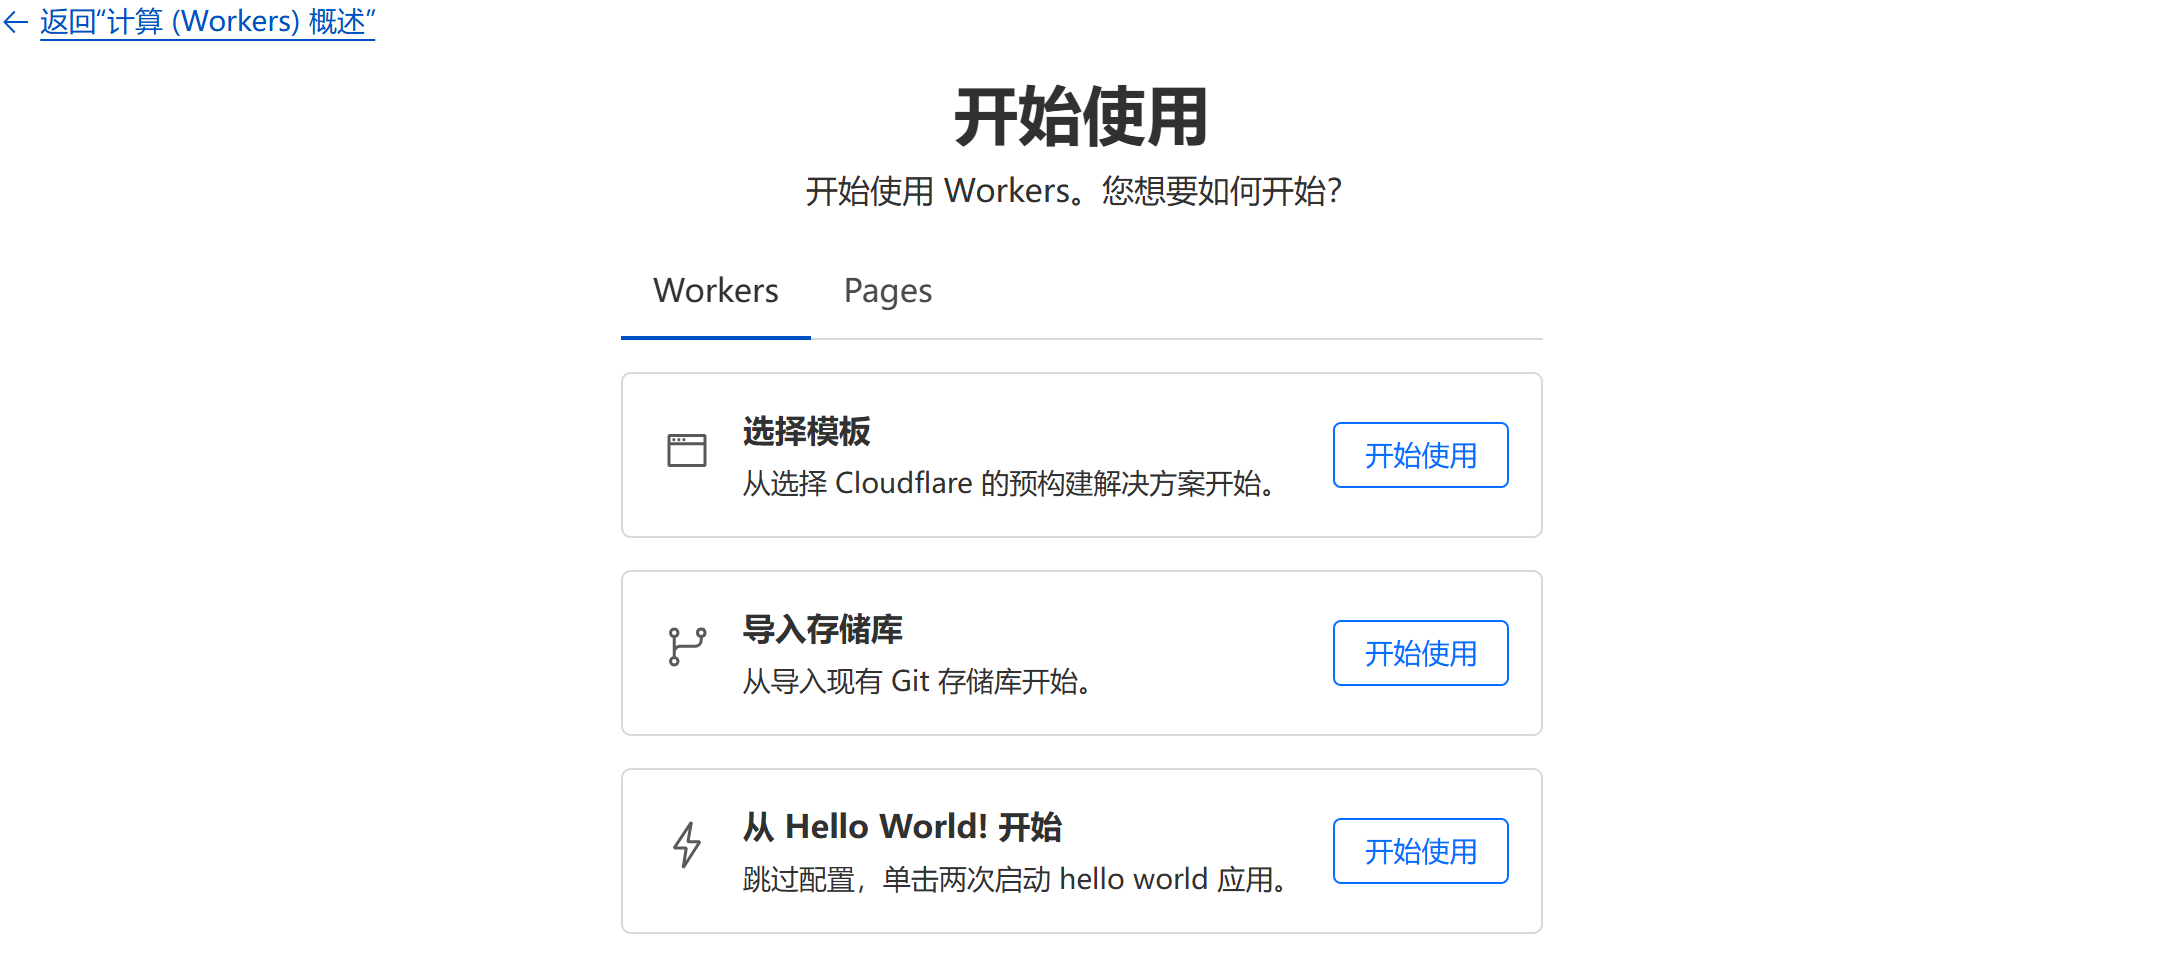 返回“计算 (Workers) 概述”
开始使用
开始使用 Workers。您想要如何开始？
Workers
Pages
选择模板
从选择 Cloudflare 的预构建解决方案开始。
开始使用
导入存储库
从导入现有 Git 存储库开始。
开始使用
从 Hello World! 开始
跳过配置，单击两次启动 hello world 应用。
开始使用